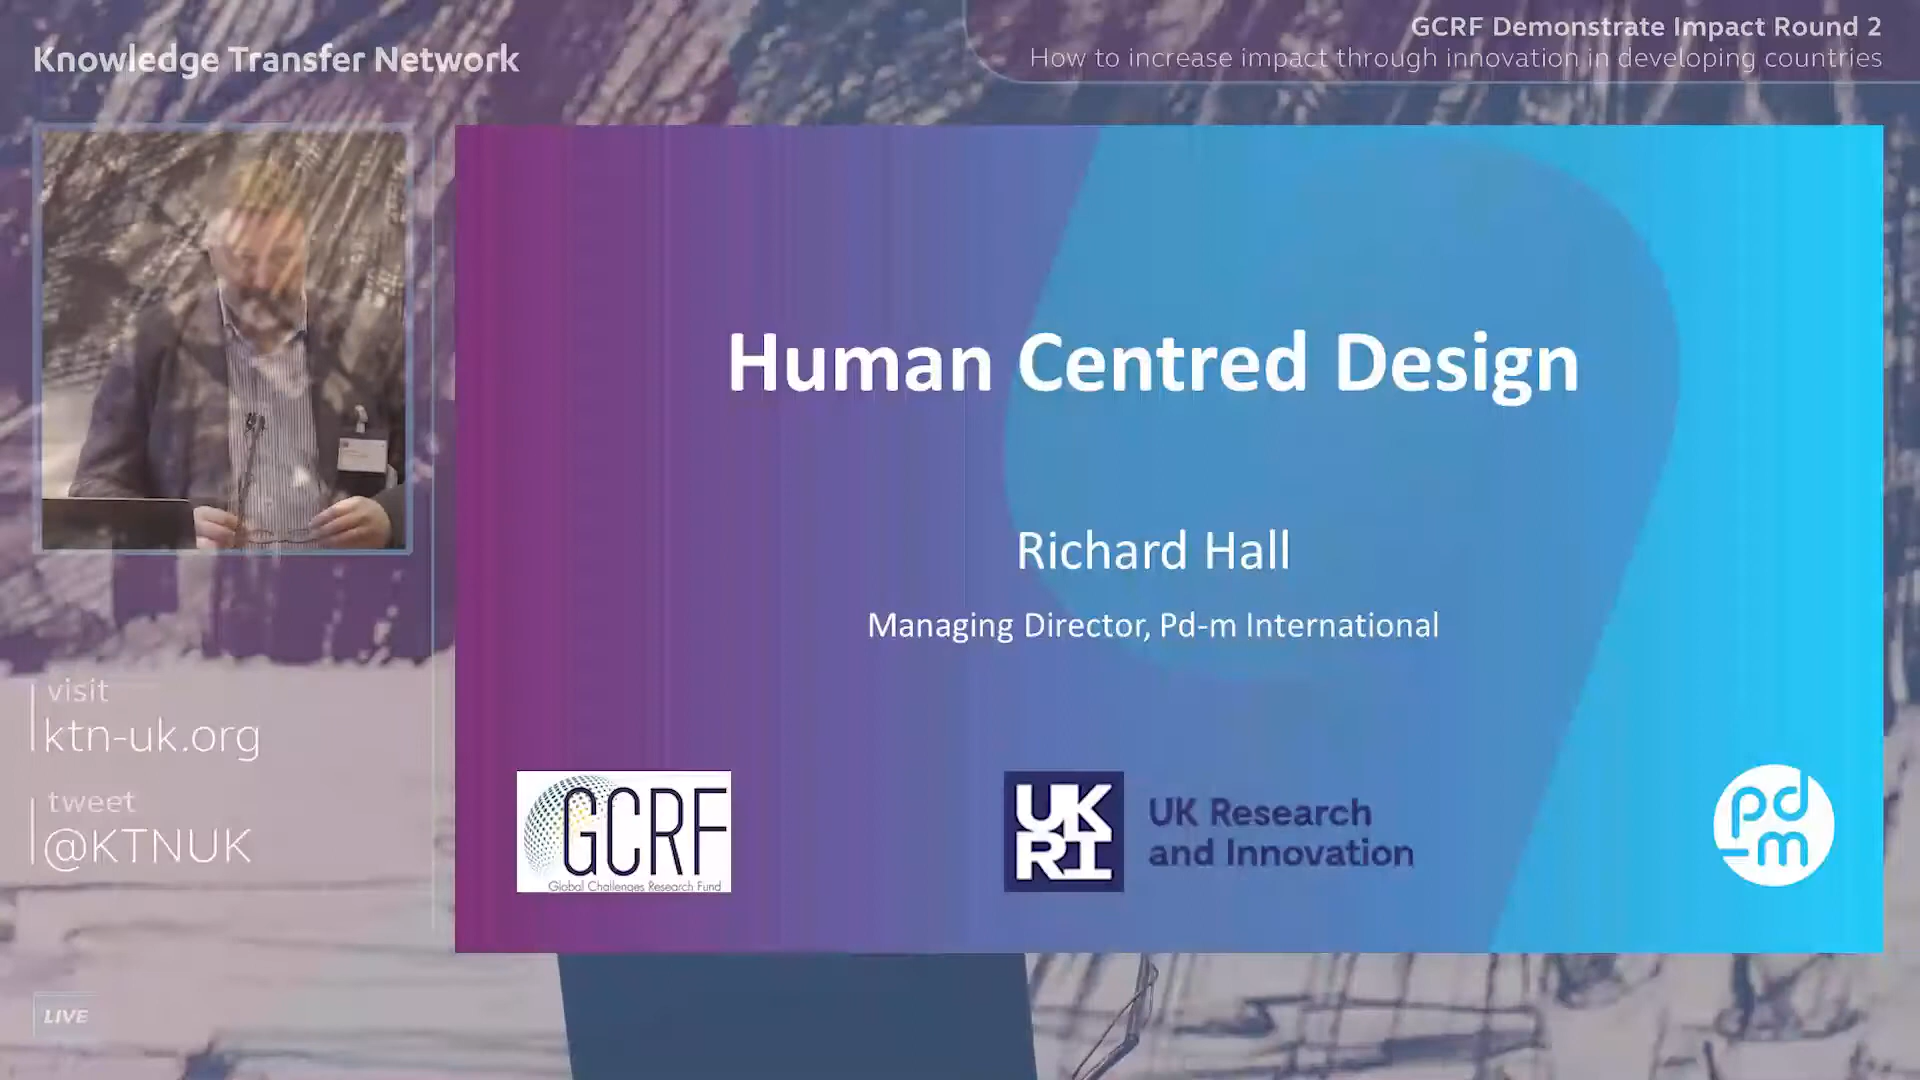 Knowledge Transfer Network
GCRF Demonstrate Impact Round 2
How to increase impact through innovation in developing countries
Human Centred Design
Richard Hall
Managing Director, Pd-m International
visit
ktn-uk.org
tweet
@KTNUK
GCRF
Global Challenges Research Fund
UK
RI
UK Research
and Innovation
pd
-m
LIVE